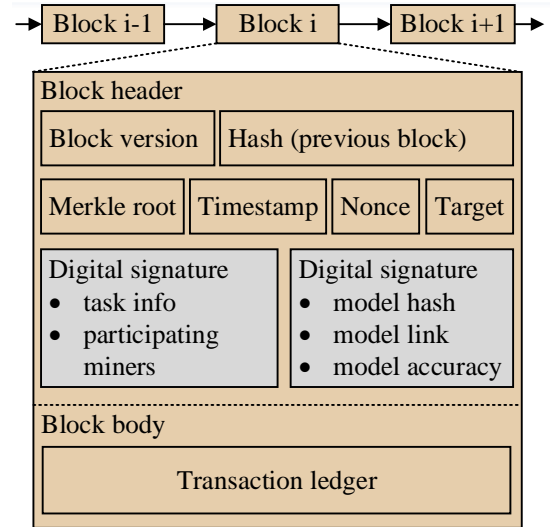 Block i-1
Block i
Block i+1
Block header
Block version
Hash (previous block)
Merkle root
Timestamp
Nonce
Target
Digital signature
• task info
• participating
miners
Digital signature
• model hash
• model link
• model accuracy
Block body
Transaction ledger